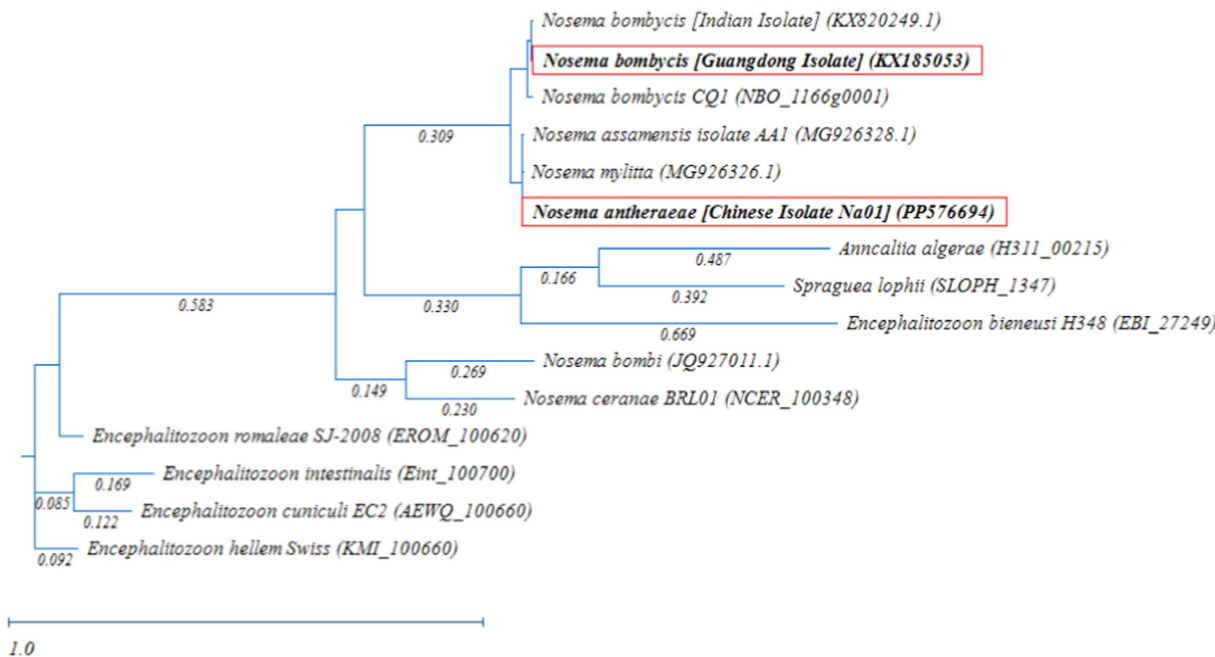 Nosema bombycis [Indian Isolate] (KX820249.1)
Nosema bombycis [Guangdong Isolate] (KX185053)
Nosema bombycis CQ1 (NBO_1166g0001)
0.309
Nosema assamensis isolate AA1 (MG926328.1)
Nosema mylitta (MG926326.1)
Nosema antheraeae [Chinese Isolate Na01] (PP576694)
Anncaliia algerae (H311_00215)
0.487
0.166
Spraguea lophii (SLOPH_1347)
0.392
0.583
0.330
Encephalitozoon bieneusi H348 (EBI_27249)
0.669
Nosema bombi (JQ927011.1)
0.269
0.149
Nosema ceranae BRL01 (NCER_100348)
0.230
Encephalitozoon romaleae SJ-2008 (EROM_100620)
Encephalitozoon intestinalis (Eint_100700)
0.169
0.085
Encephalitozoon cuniculi EC2 (AEWQ_100660)
0.122
Encephalitozoon hellem Swiss (KMI_100660)
0.092
1.0